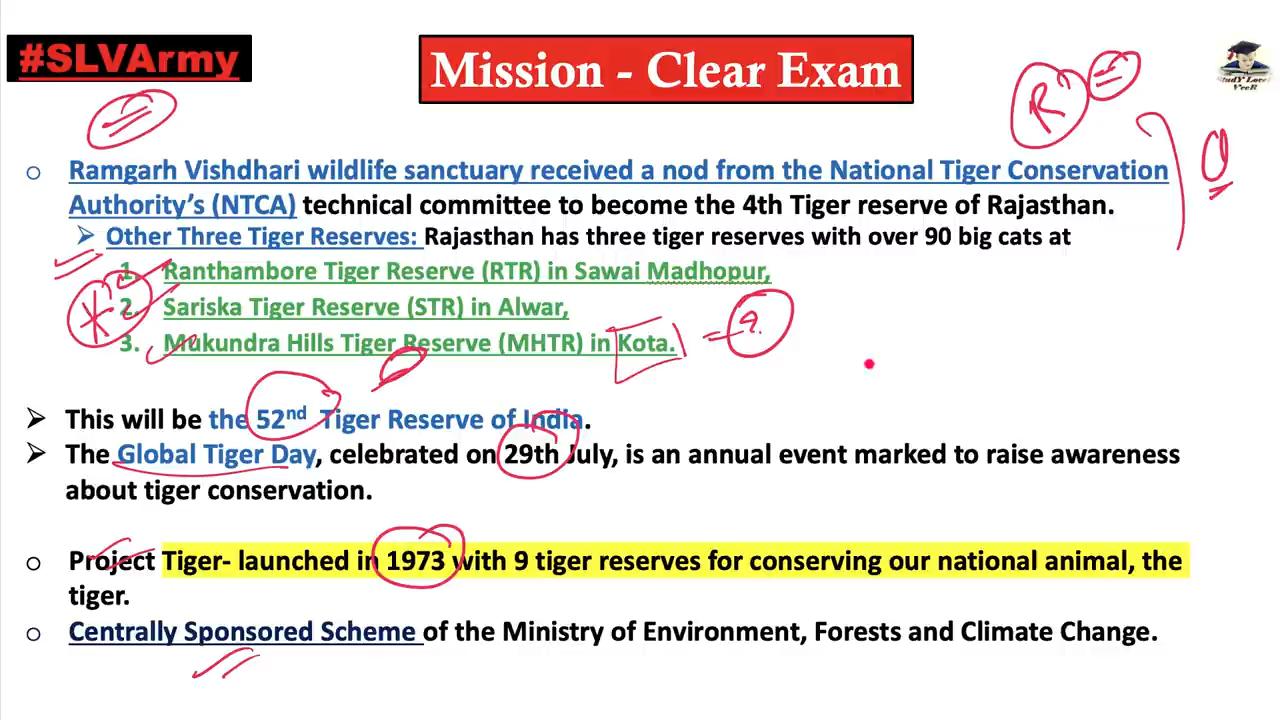 #SLVArmy
Mission - Clear Exam
StudY LoveR
VeeR
R
o Ramgarh Vishdhari wildlife sanctuary received a nod from the National Tiger Conservation
Authority's (NTCA) technical committee to become the 4th Tiger reserve of Rajasthan.
➢ Other Three Tiger Reserves: Rajasthan has three tiger reserves with over 90 big cats at
1. Ranthambore Tiger Reserve (RTR) in Sawai Madhopur,
2. Sariska Tiger Reserve (STR) in Alwar,
3. Mukundra Hills Tiger Reserve (MHTR) in Kota.
➢ This will be the 52nd Tiger Reserve of India.
➢ The Global Tiger Day, celebrated on 29th July, is an annual event marked to raise awareness
about tiger conservation.
o Project Tiger- launched in 1973 with 9 tiger reserves for conserving our national animal, the
tiger.
o Centrally Sponsored Scheme of the Ministry of Environment, Forests and Climate Change.